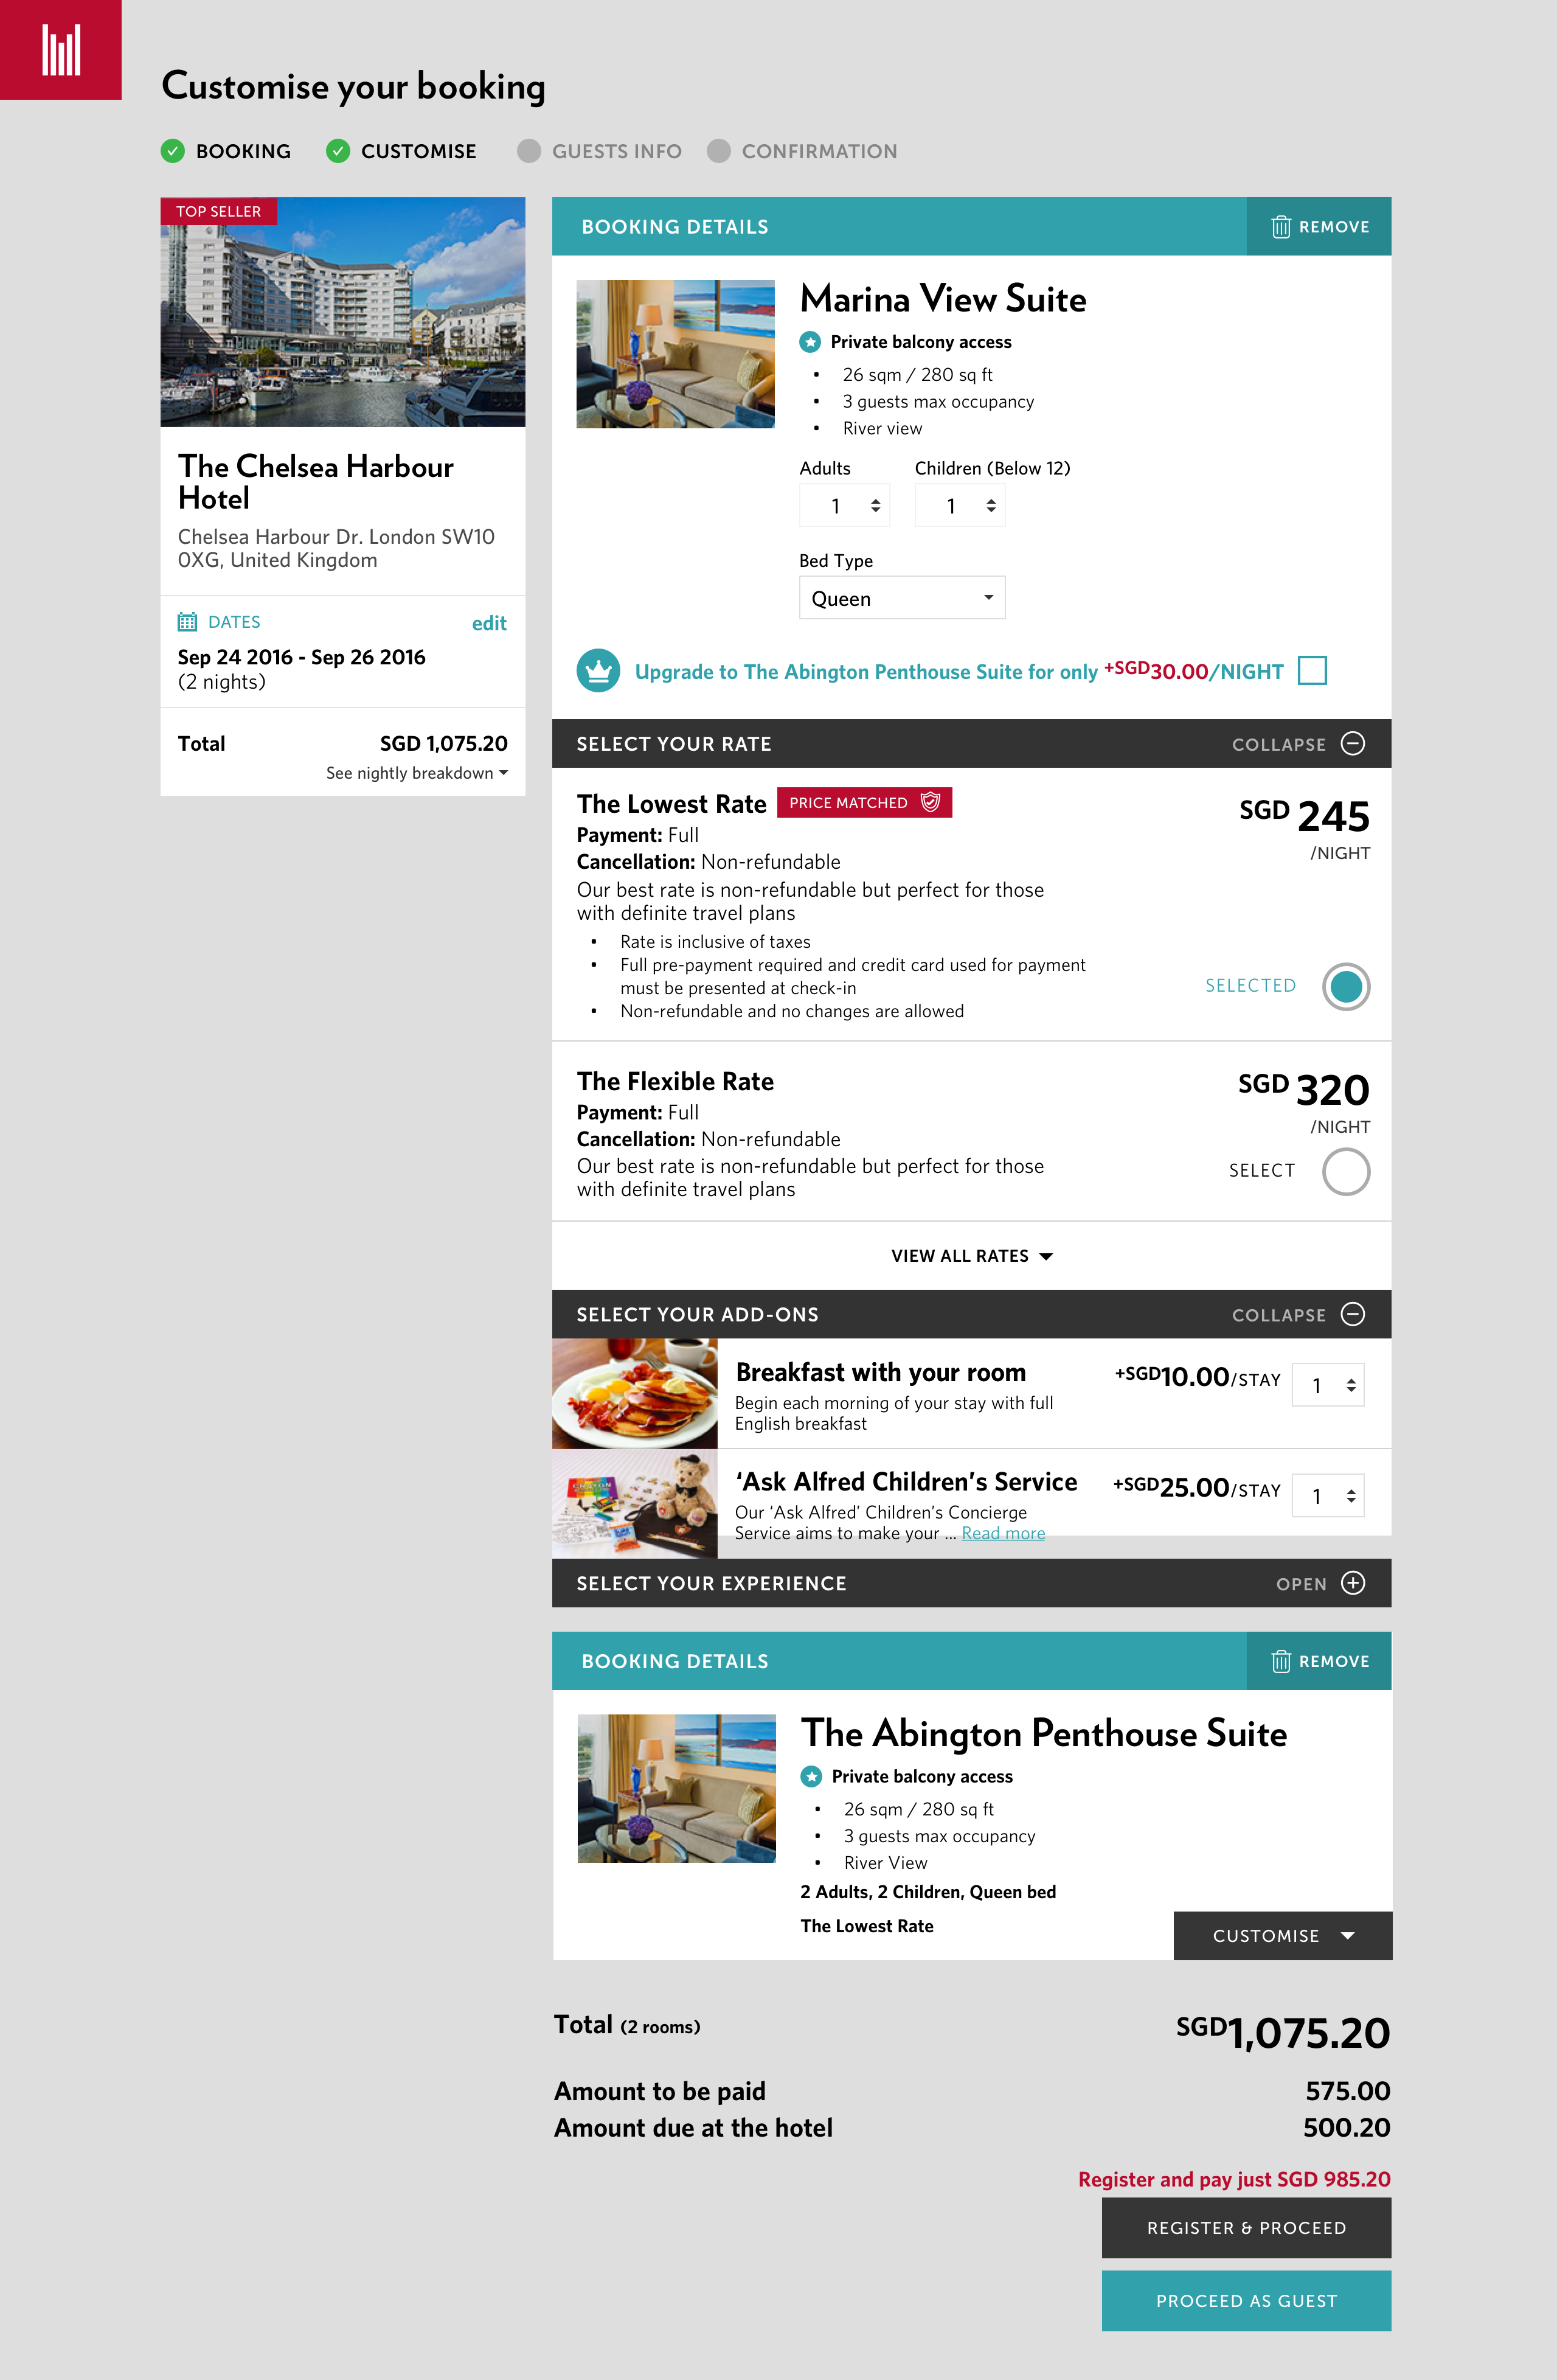 Customise your booking
BOOKING
CUSTOMISE
GUESTS INFO
CONFIRMATION
TOP SELLER
The Chelsea Harbour
Hotel
Chelsea Harbour Dr. London SW10
0XG, United Kingdom
DATES
edit
Sep 24 2016 - Sep 26 2016
(2 nights)
Total
SGD 1,075.20
See nightly breakdown
BOOKING DETAILS
REMOVE
Marina View Suite
Private balcony access
• 26 sqm / 280 sq ft
• 3 guests max occupancy
• River view
Adults
Children (Below 12)
1
1
Bed Type
Queen
Upgrade to The Abington Penthouse Suite for only +SGD30.00/NIGHT
SELECT YOUR RATE
COLLAPSE
The Lowest Rate
PRICE MATCHED
SGD 245
/NIGHT
Payment: Full
Cancellation: Non-refundable
Our best rate is non-refundable but perfect for those
with definite travel plans
• Rate is inclusive of taxes
• Full pre-payment required and credit card used for payment
must be presented at check-in
• Non-refundable and no changes are allowed
SELECTED
The Flexible Rate
SGD 320
/NIGHT
Payment: Full
Cancellation: Non-refundable
Our best rate is non-refundable but perfect for those
with definite travel plans
SELECT
VIEW ALL RATES
SELECT YOUR ADD-ONS
COLLAPSE
Breakfast with your room
+SGD10.00/STAY
1
Begin each morning of your stay with full
English breakfast
‘Ask Alfred Children’s Service
+SGD25.00/STAY
1
Our ‘Ask Alfred’ Children’s Concierge
Service aims to make your ... Read more
SELECT YOUR EXPERIENCE
OPEN
BOOKING DETAILS
REMOVE
The Abington Penthouse Suite
Private balcony access
• 26 sqm / 280 sq ft
• 3 guests max occupancy
• River View
2 Adults, 2 Children, Queen bed
The Lowest Rate
CUSTOMISE
Total (2 rooms)
SGD1,075.20
Amount to be paid
575.00
Amount due at the hotel
500.20
Register and pay just SGD 985.20
REGISTER & PROCEED
PROCEED AS GUEST